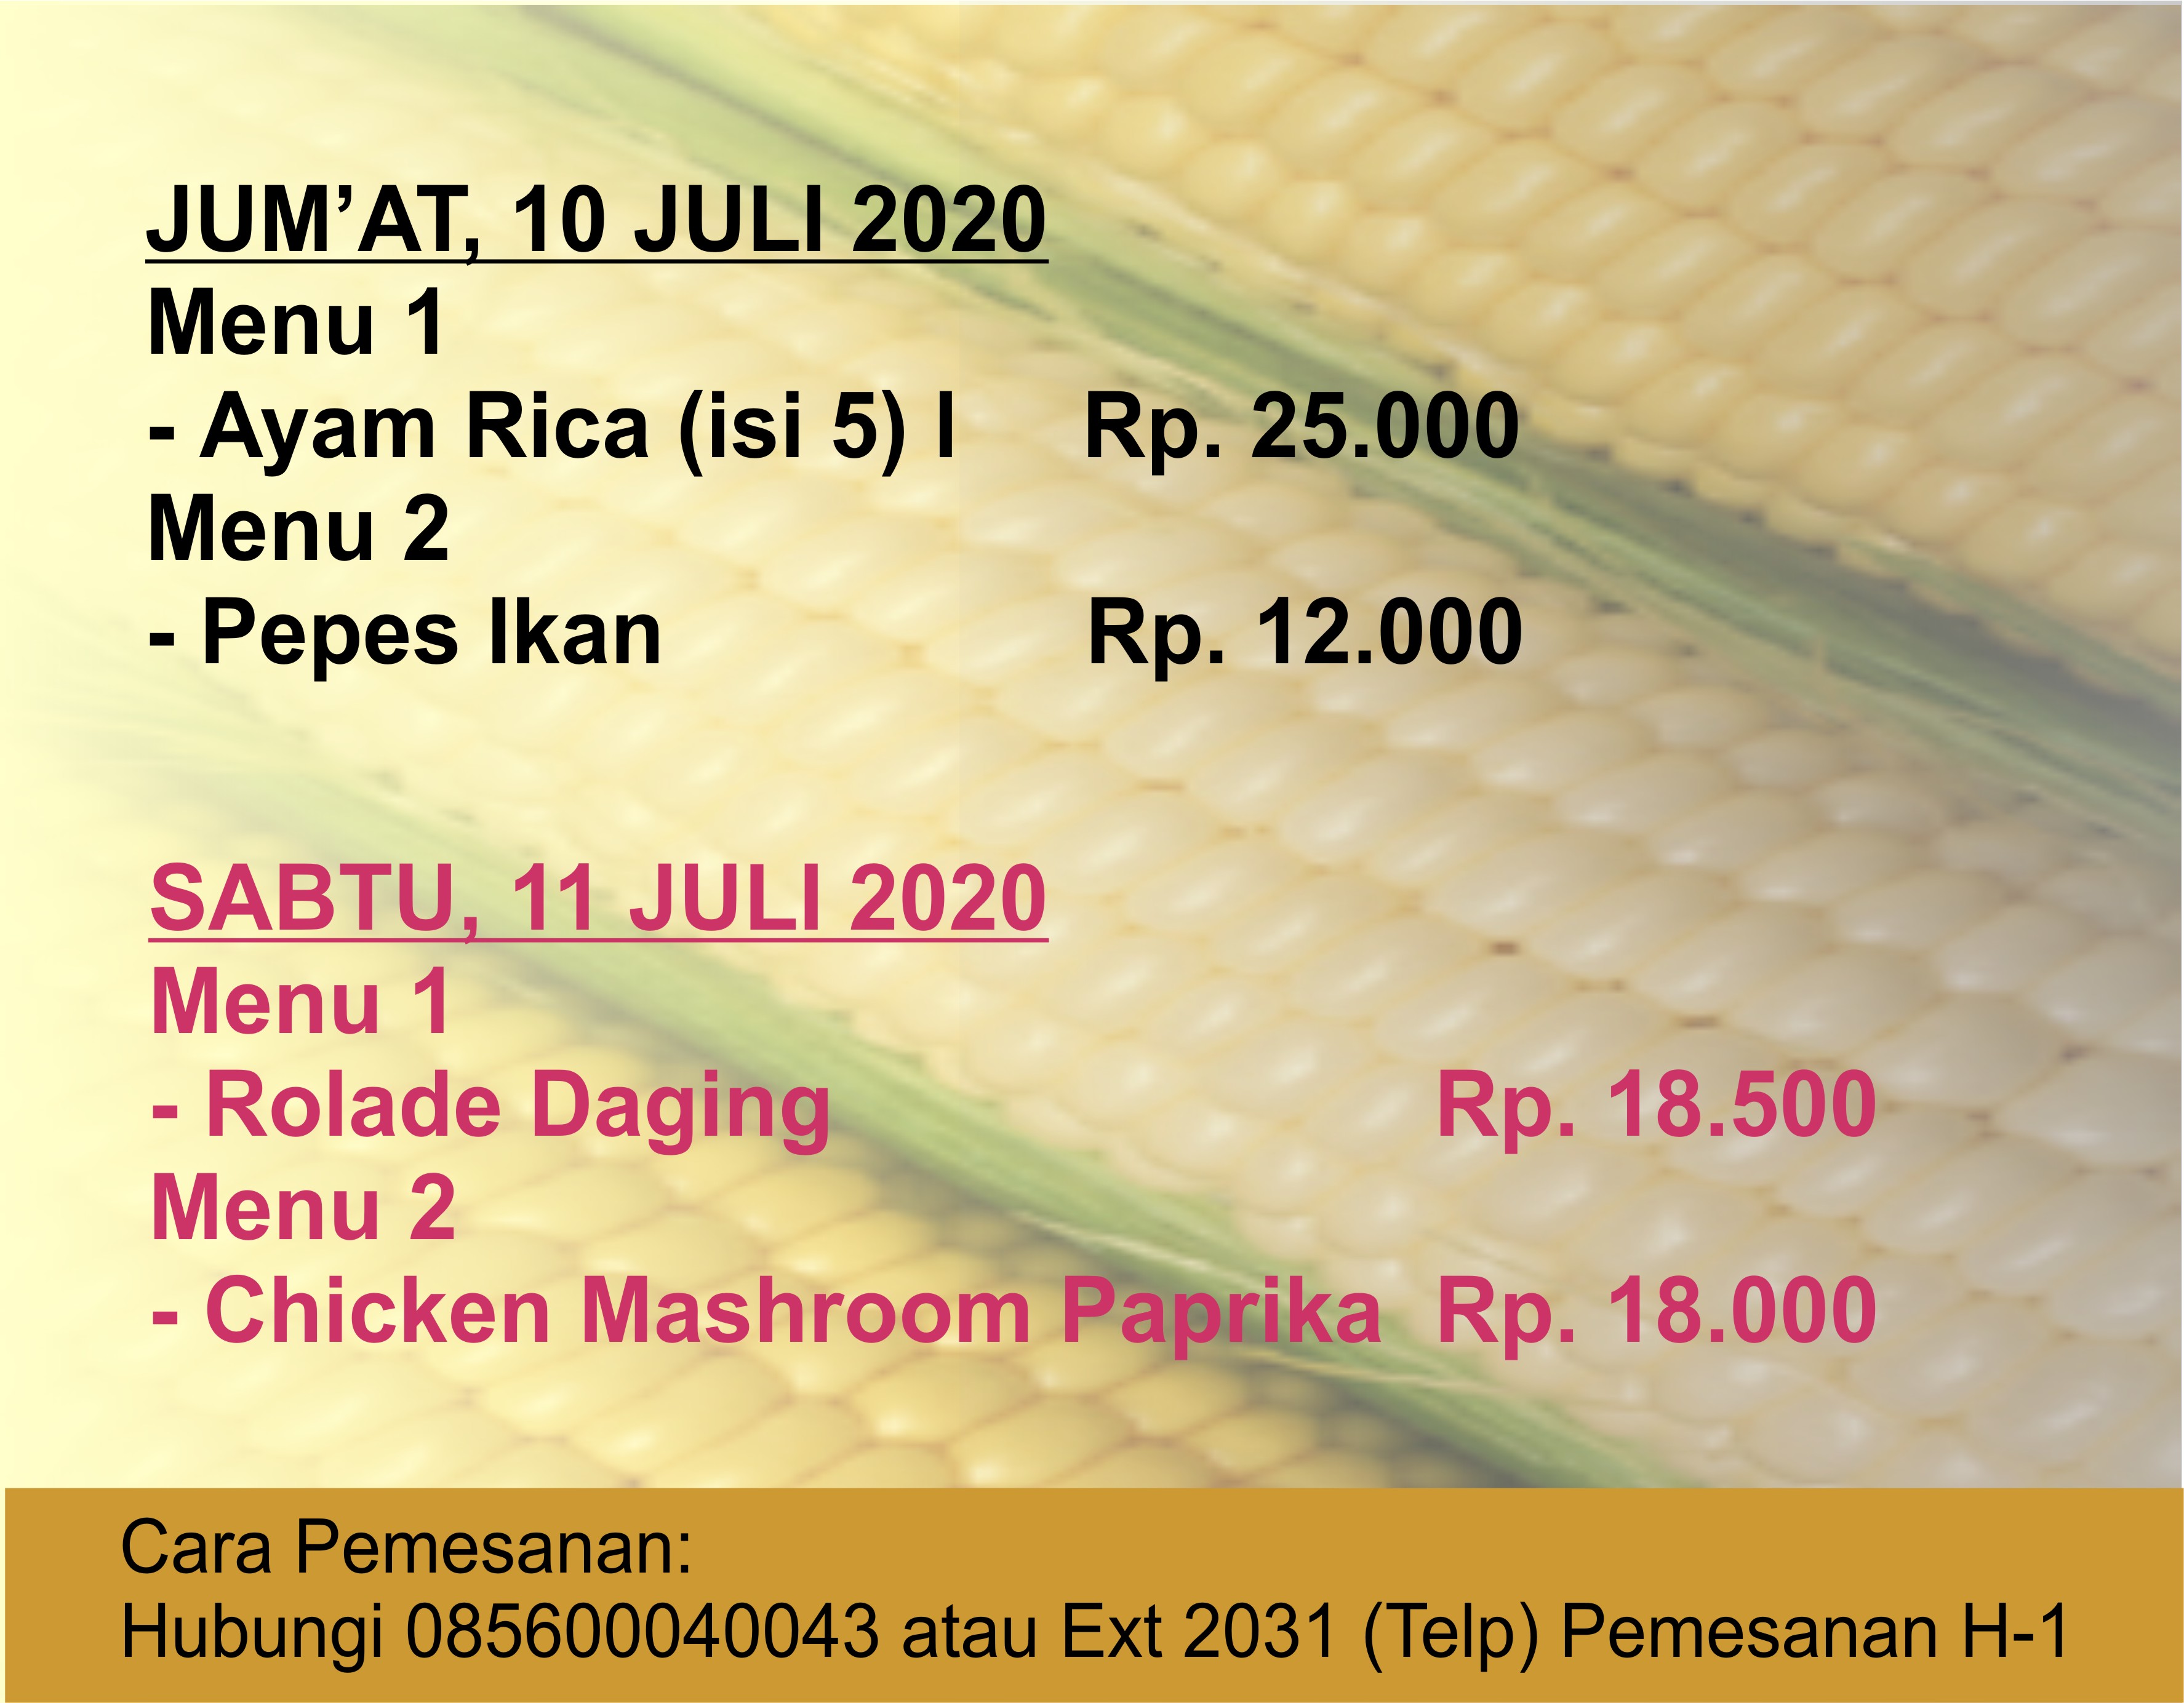 JUM’AT, 10 JULI 2020
Menu 1
- Ayam Rica (isi 5) I Rp. 25.000
Menu 2
- Pepes Ikan Rp. 12.000
SABTU, 11 JULI 2020
Menu 1
- Rolade Daging Rp. 18.500
Menu 2
- Chicken Mashroom Paprika Rp. 18.000
Cara Pemesanan:
Hubungi 085600040043 atau Ext 2031 (Telp) Pemesanan H-1